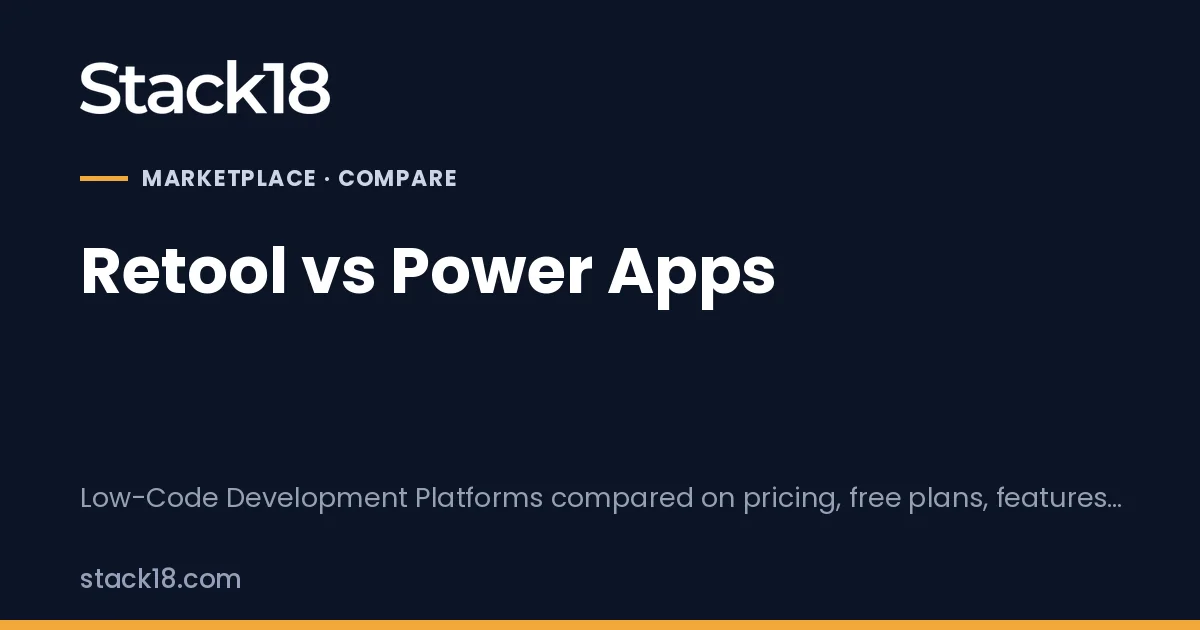 Stack18
MARKETPLACE · COMPARE
Retool vs Power Apps
Low-Code Development Platforms compared on pricing, free plans, features…
stack18.com